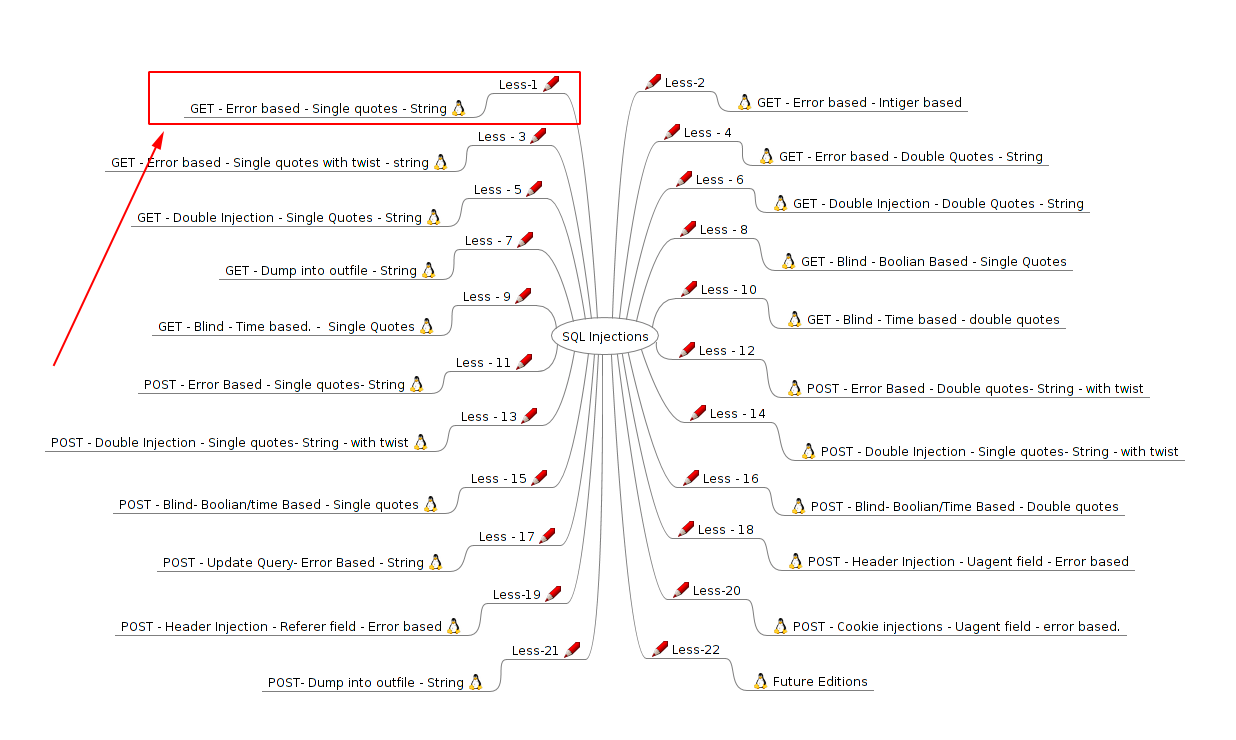 Less-1
GET - Error based - Single quotes - String
Less-2
GET - Error based - Intiger based
Less - 3
GET - Error based - Single quotes with twist - string
Less - 4
GET - Error based - Double Quotes - String
Less - 5
GET - Double Injection - Single Quotes - String
Less - 6
GET - Double Injection - Double Quotes - String
Less - 7
GET - Dump into outfile - String
Less - 8
GET - Blind - Boolian Based - Single Quotes
Less - 9
GET - Blind - Time based. -  Single Quotes
Less - 10
GET - Blind - Time based - double quotes
SQL Injections
Less - 11
POST - Error Based - Single quotes- String
Less - 12
POST - Error Based - Double quotes- String - with twist
Less - 13
POST - Double Injection - Single quotes- String - with twist
Less - 14
POST - Double Injection - Single quotes- String - with twist
Less - 15
POST - Blind- Boolian/time Based - Single quotes
Less - 16
POST - Blind- Boolian/Time Based - Double quotes
Less - 17
POST - Update Query- Error Based - String
Less - 18
POST - Header Injection - Uagent field - Error based
Less-19
POST - Header Injection - Referer field - Error based
Less-20
POST - Cookie injections - Uagent field - error based.
Less-21
POST- Dump into outfile - String
Less-22
Future Editions